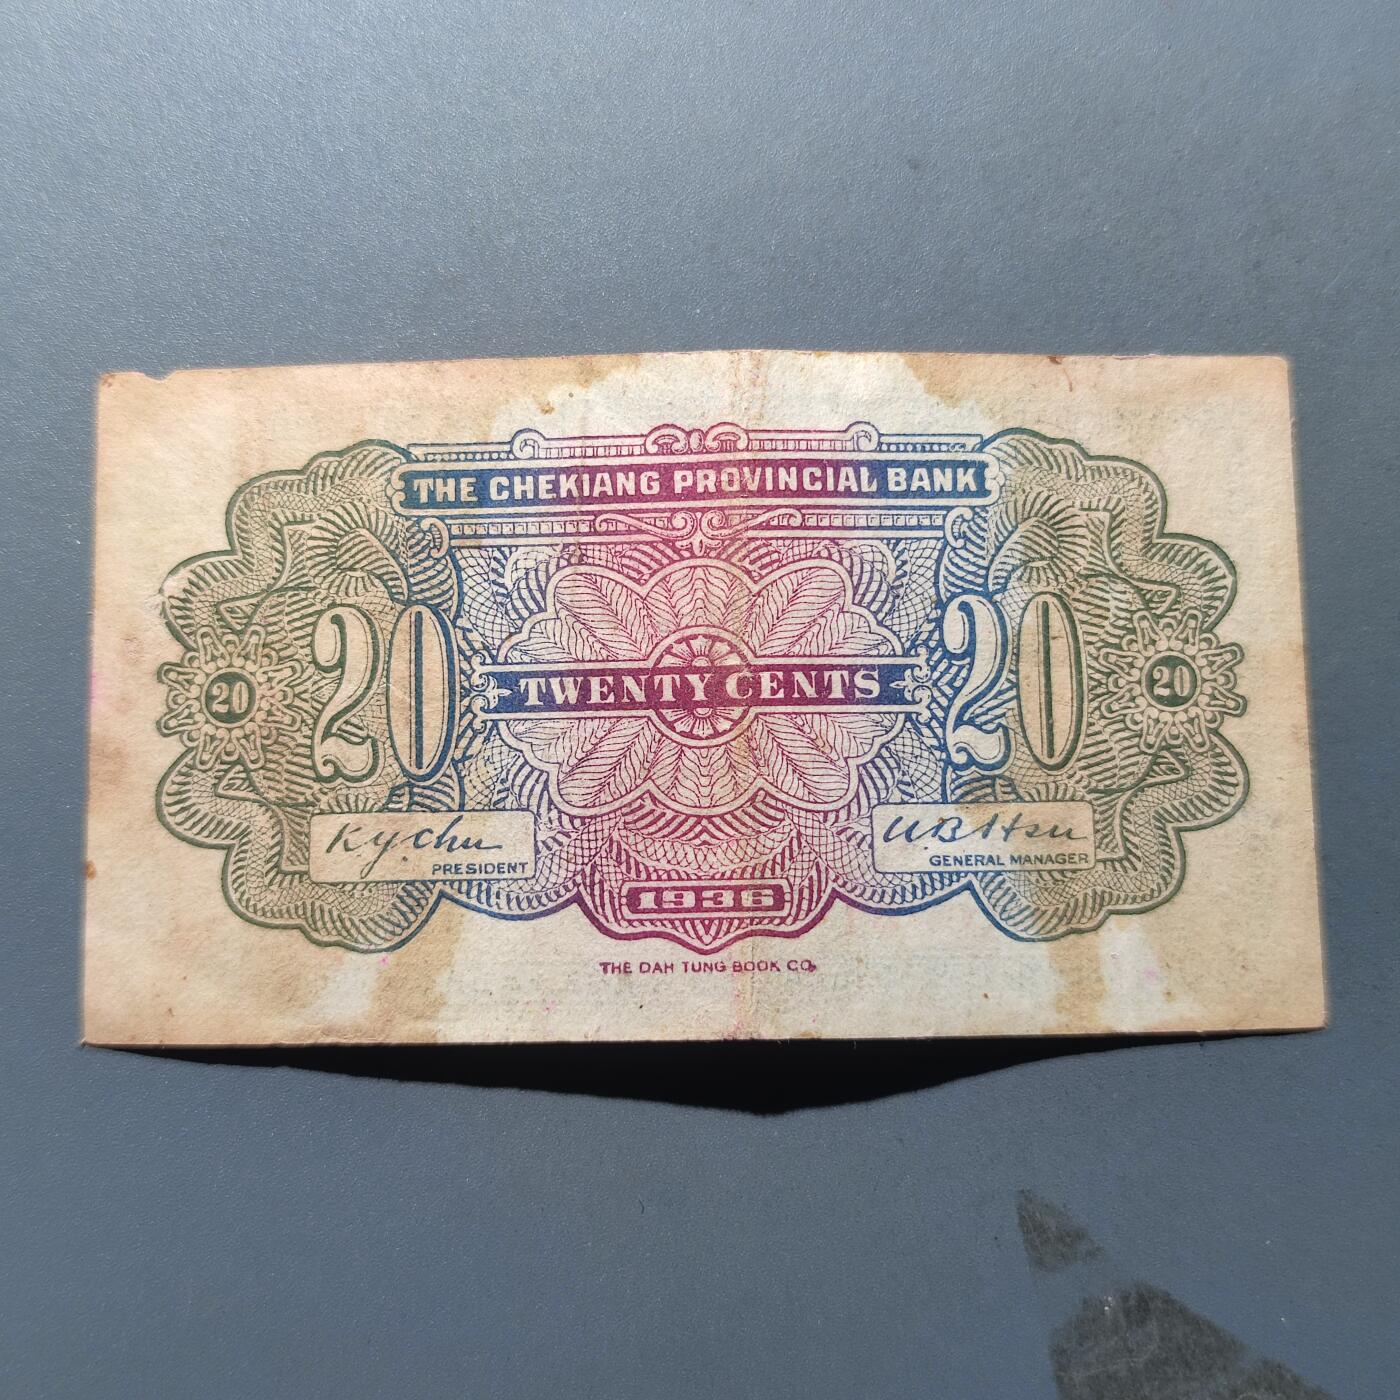 THE CHEKIANG PROVINCIAL BANK
20 20 TWENTY CENTS 20 20
K.Y. Chu
PRESIDENT
U B Hsu
GENERAL MANAGER
1936
THE DAH TUNG BOOK CO.